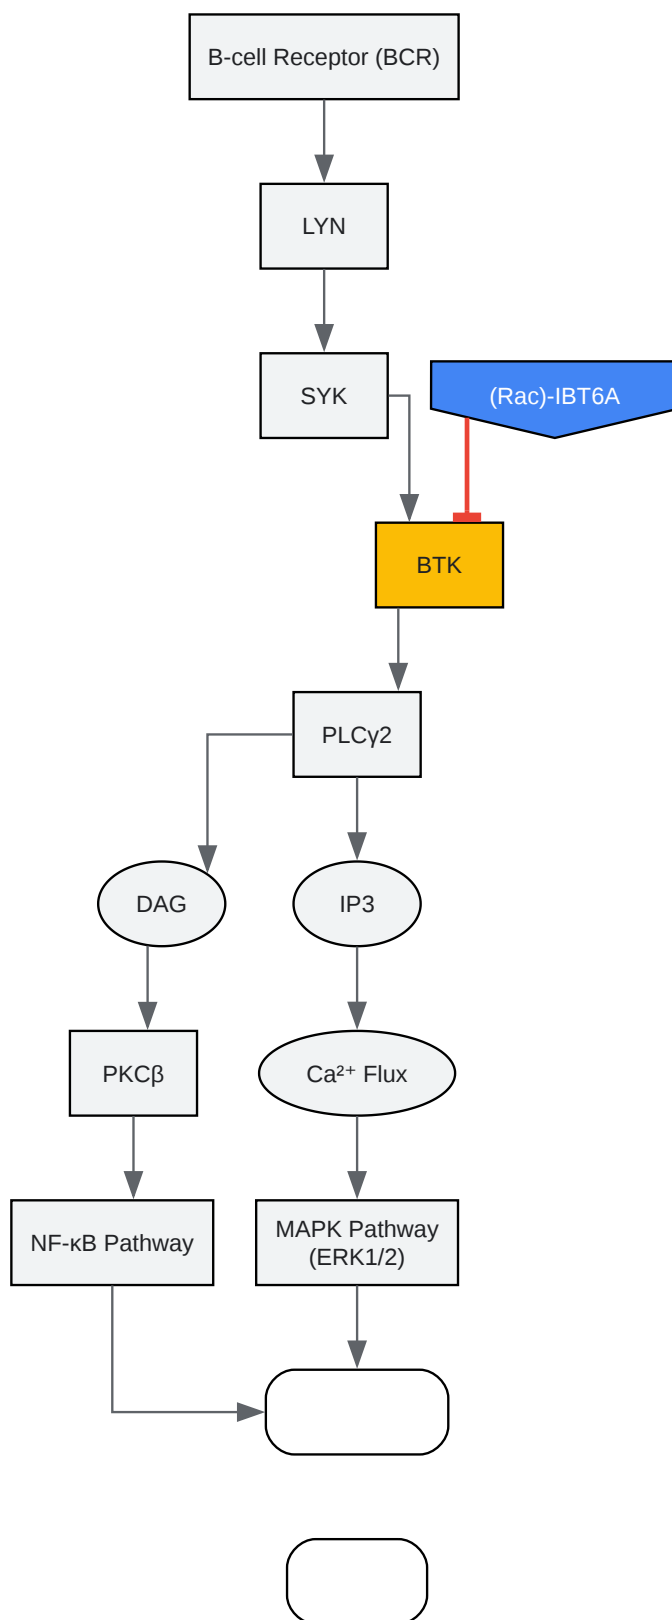 B-cell Receptor (BCR)
LYN
SYK
(Rac)-IBT6A
BTK
PLCγ2
DAG
IP3
PKCβ
Ca²⁺ Flux
NF-κB Pathway
MAPK Pathway
(ERK1/2)